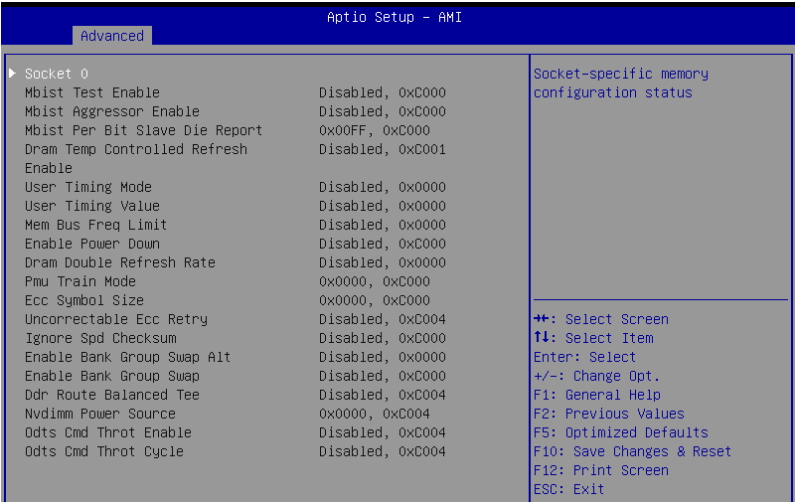 Aptio Setup – AMI
Advanced
Socket 0
Mbist Test Enable Disabled, 0xC000
Mbist Aggressor Enable Disabled, 0xC000
Mbist Per Bit Slave Die Report 0x00FF, 0xC000
Dram Temp Controlled Refresh Disabled, 0xC001
Enable
User Timing Mode Disabled, 0x0000
User Timing Value Disabled, 0x0000
Mem Bus Freq Limit Disabled, 0x0000
Enable Power Down Disabled, 0xC000
Dram Double Refresh Rate Disabled, 0x0000
Pmu Train Mode 0x0000, 0xC000
Ecc Symbol Size 0x0000, 0xC000
Uncorrectable Ecc Retry Disabled, 0xC004
Ignore Spd Checksum Disabled, 0xC000
Enable Bank Group Swap Alt Disabled, 0x0000
Enable Bank Group Swap Disabled, 0xC000
Ddr Route Balanced Tee Disabled, 0xC004
Nvdimm Power Source 0x0000, 0xC004
Odts Cmd Throt Enable Disabled, 0xC004
Odts Cmd Throt Cycle Disabled, 0xC004
Socket-specific memory
configuration status
→←: Select Screen
↑↓: Select Item
Enter: Select
+/-: Change Opt.
F1: General Help
F2: Previous Values
F5: Optimized Defaults
F10: Save Changes & Reset
F12: Print Screen
ESC: Exit